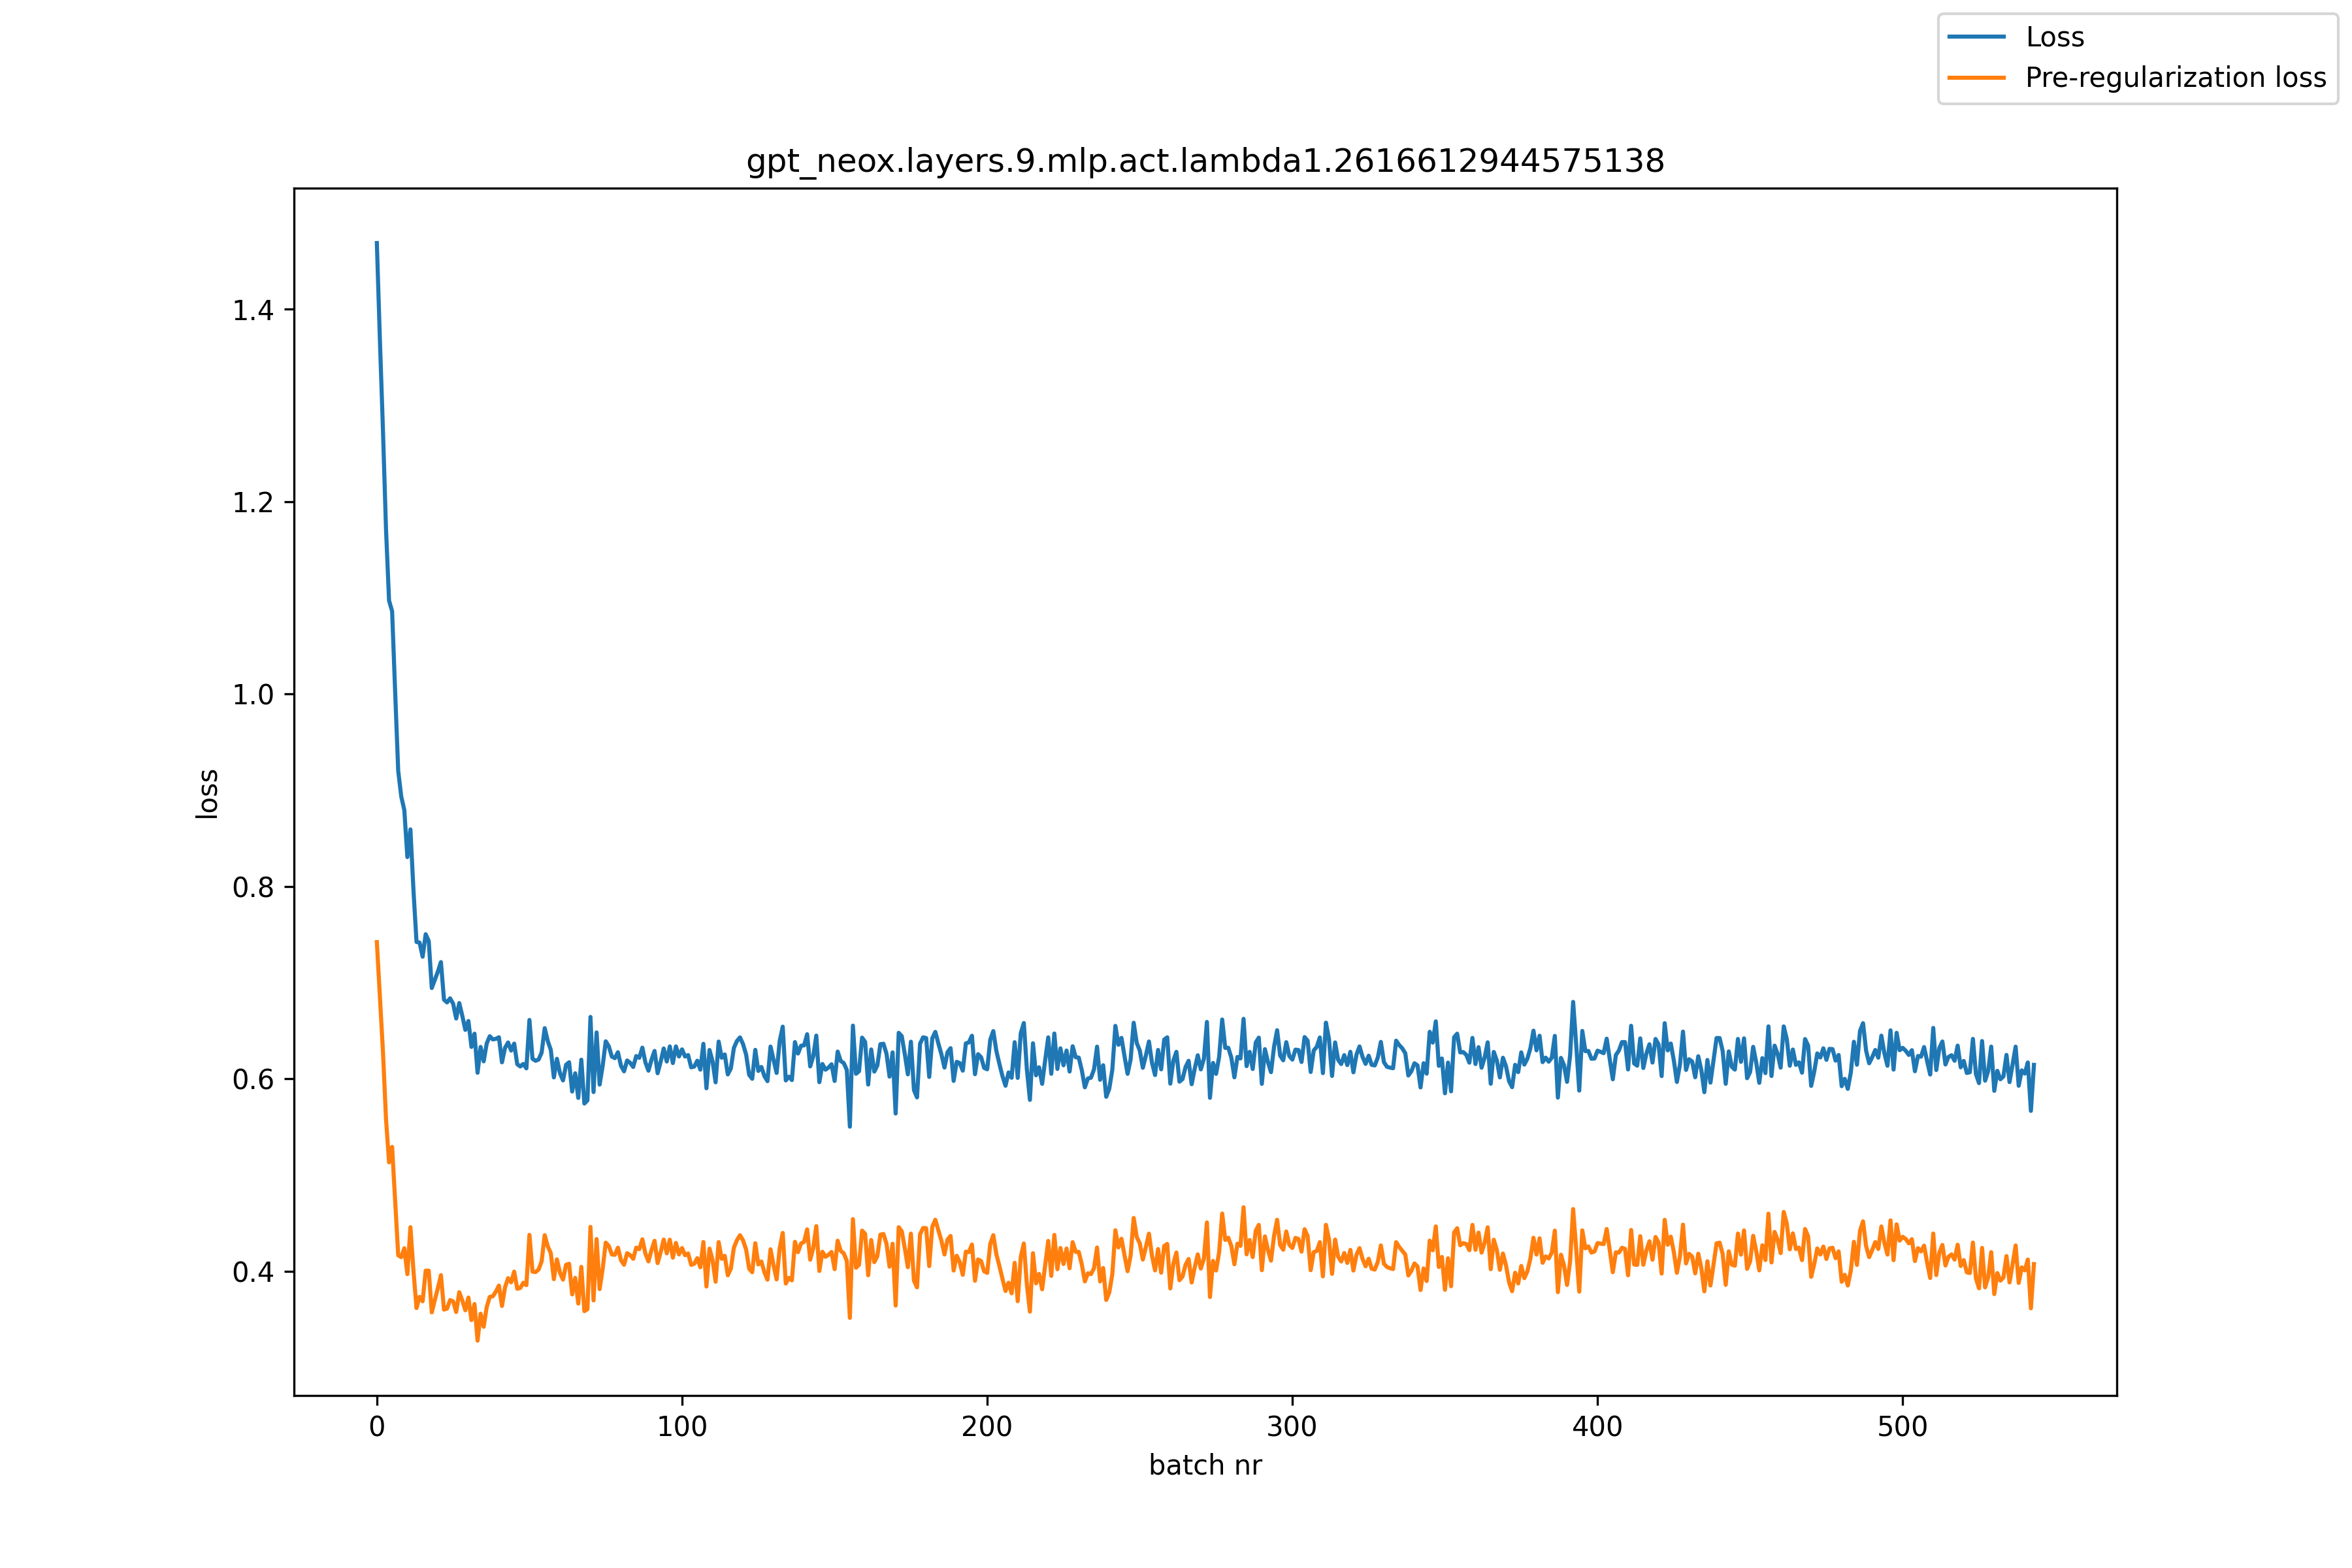 Loss
Pre-regularization loss
gpt_neox.layers.9.mlp.act.lambda1.2616612944575138
1.4
1.2
1.0
0.8
0.6
0.4
loss
0 100 200 300 400 500
batch nr